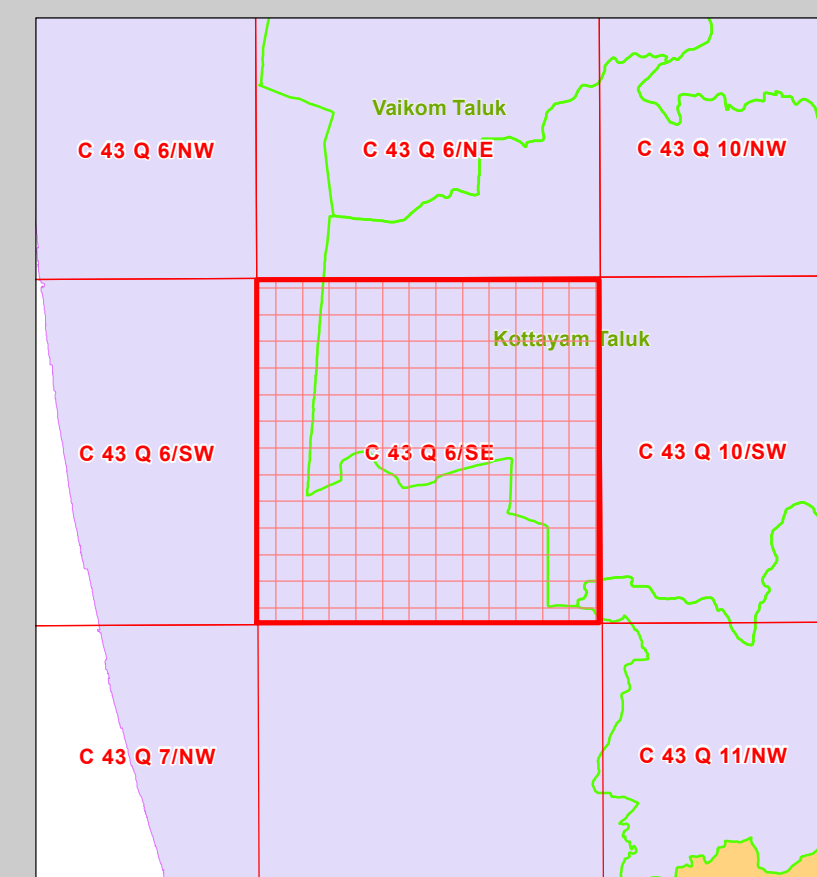 Vaikom Taluk
C 43 Q 6/NW
C 43 Q 6/NE
C 43 Q 10/NW
Kottayam Taluk
C 43 Q 6/SW
C 43 Q 6/SE
C 43 Q 10/SW
C 43 Q 7/NW
C 43 Q 11/NW